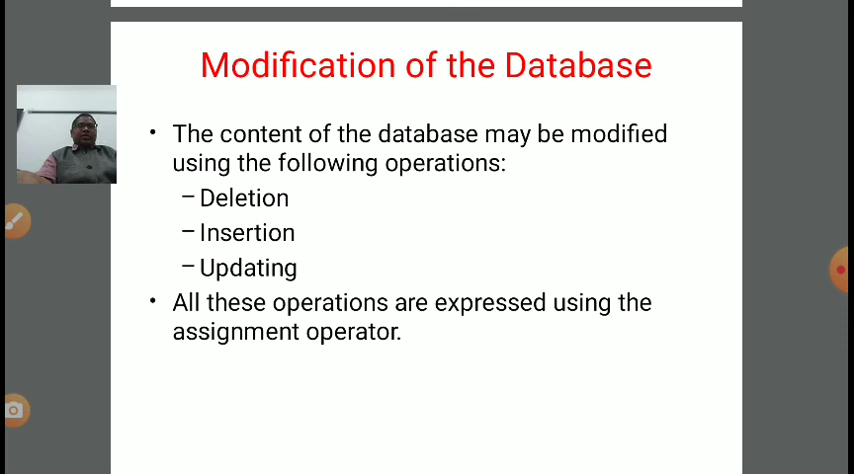 Modification of the Database
• The content of the database may be modified
using the following operations:
– Deletion
– Insertion
– Updating
• All these operations are expressed using the
assignment operator.